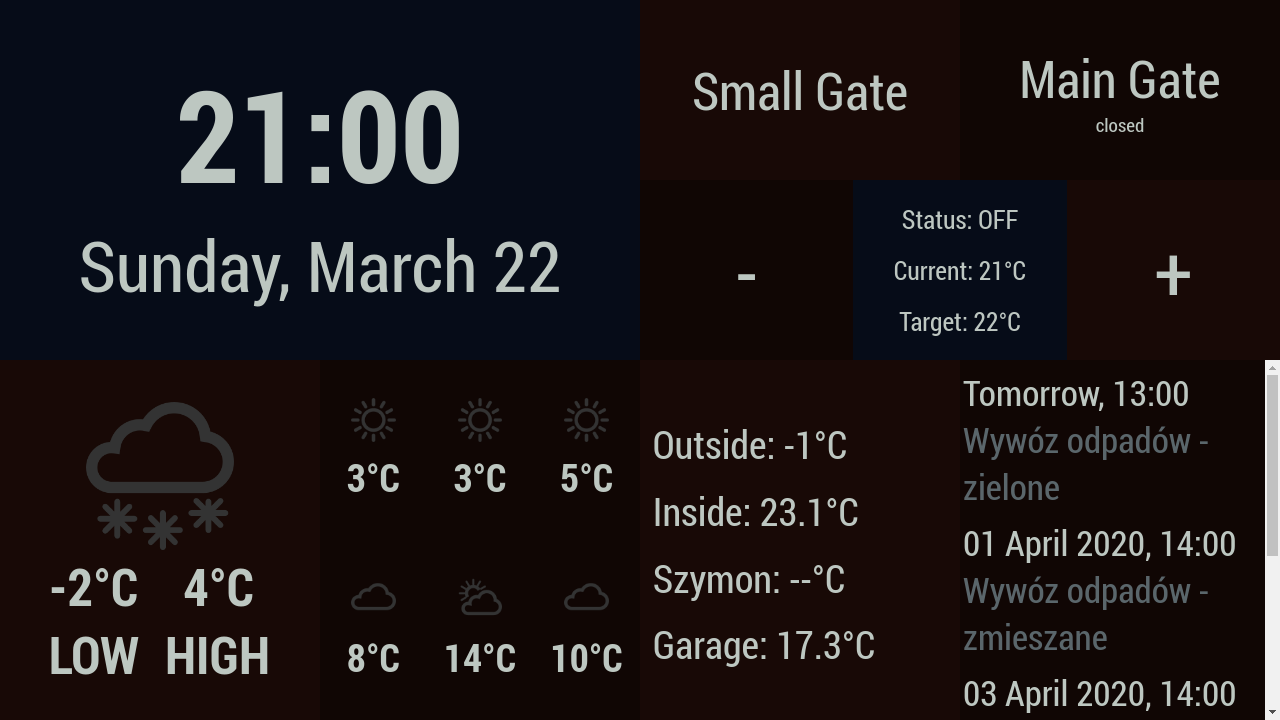 21:00
Sunday, March 22
Small Gate
Main Gate
closed
-
Status: OFF
Current: 21°C
Target: 22°C
+
-2°C 4°C
LOW HIGH
3°C 3°C 5°C
8°C 14°C 10°C
Outside: -1°C
Inside: 23.1°C
Szymon: --°C
Garage: 17.3°C
Tomorrow, 13:00
Wywóz odpadów -
zielone
01 April 2020, 14:00
Wywóz odpadów -
zmieszane
03 April 2020, 14:00